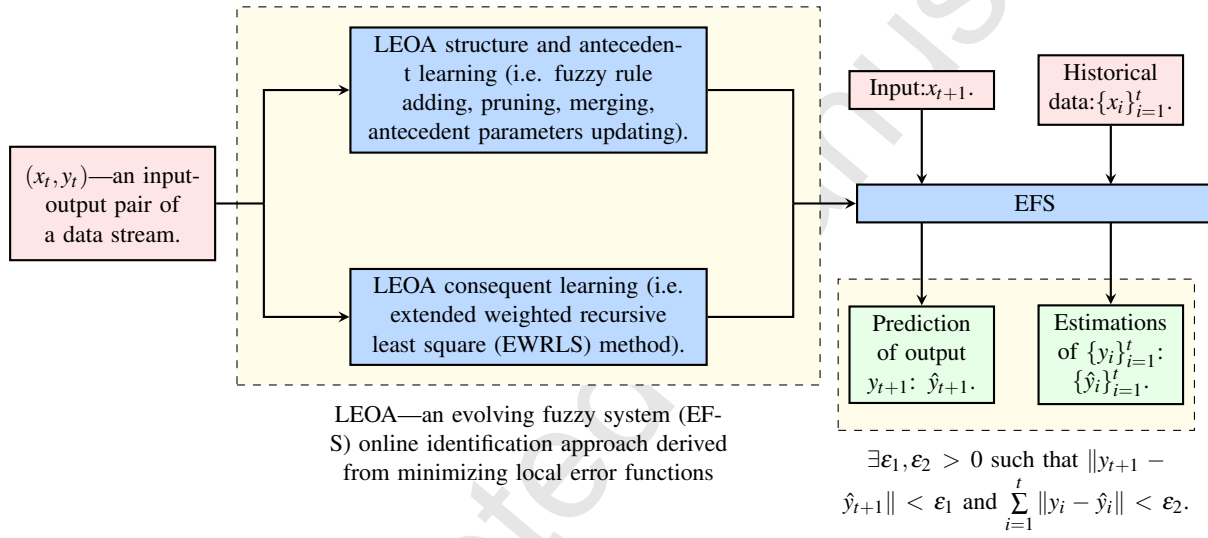 (x_t, y_t)—an input-
output pair of
a data stream.
LEOA structure and anteceden-
t learning (i.e. fuzzy rule
adding, pruning, merging,
antecedent parameters updating).
LEOA consequent learning (i.e.
extended weighted recursive
least square (EWRLS) method).
LEOA—an evolving fuzzy system (EF-
S) online identification approach derived
from minimizing local error functions
Input:x_{t+1}.
Historical
data:{x_i}_{i=1}^t.
EFS
Prediction
of output
y_{t+1}: ŷ_{t+1}.
Estimations
of {y_i}_{i=1}^t:
{ŷ_i}_{i=1}^t.
∃ε_1, ε_2 > 0 such that ‖y_{t+1} −
ŷ_{t+1}‖ < ε_1 and ∑_{i=1}^t ‖y_i − ŷ_i‖ < ε_2.